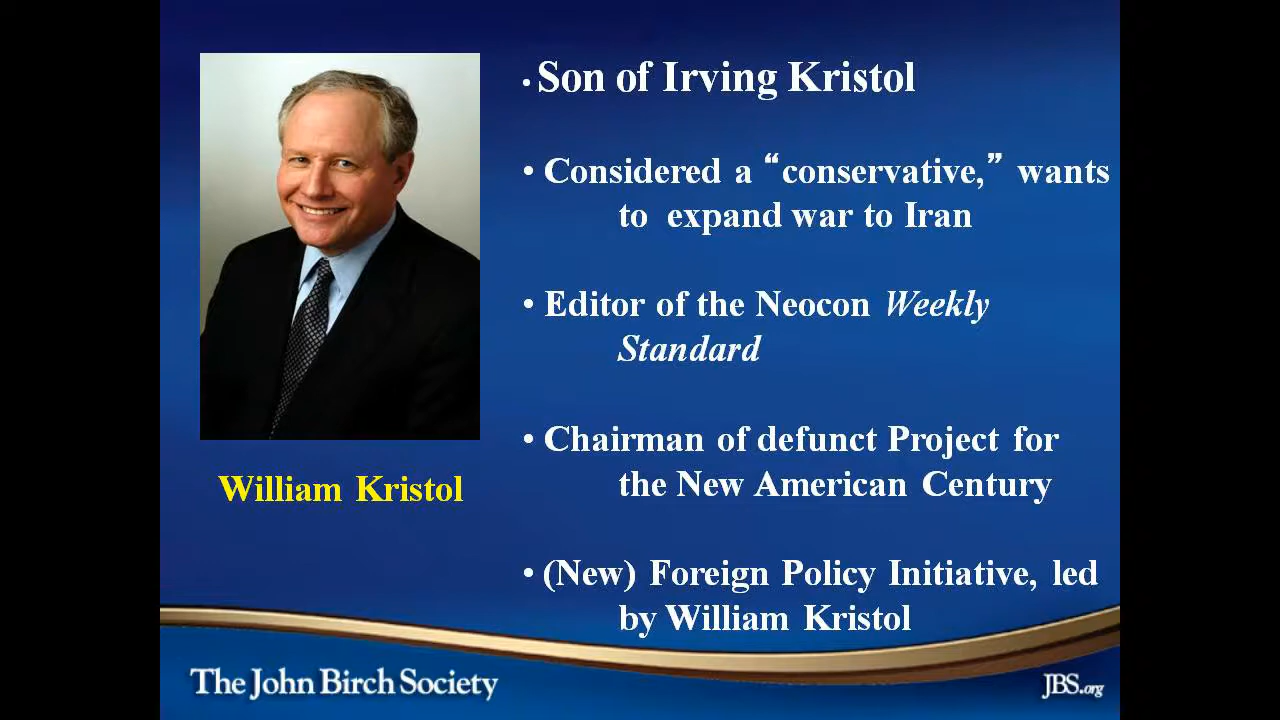 • Son of Irving Kristol
• Considered a “conservative,” wants
to expand war to Iran
• Editor of the Neocon Weekly
Standard
• Chairman of defunct Project for
the New American Century
William Kristol
• (New) Foreign Policy Initiative, led
by William Kristol
The John Birch Society
JBS.org